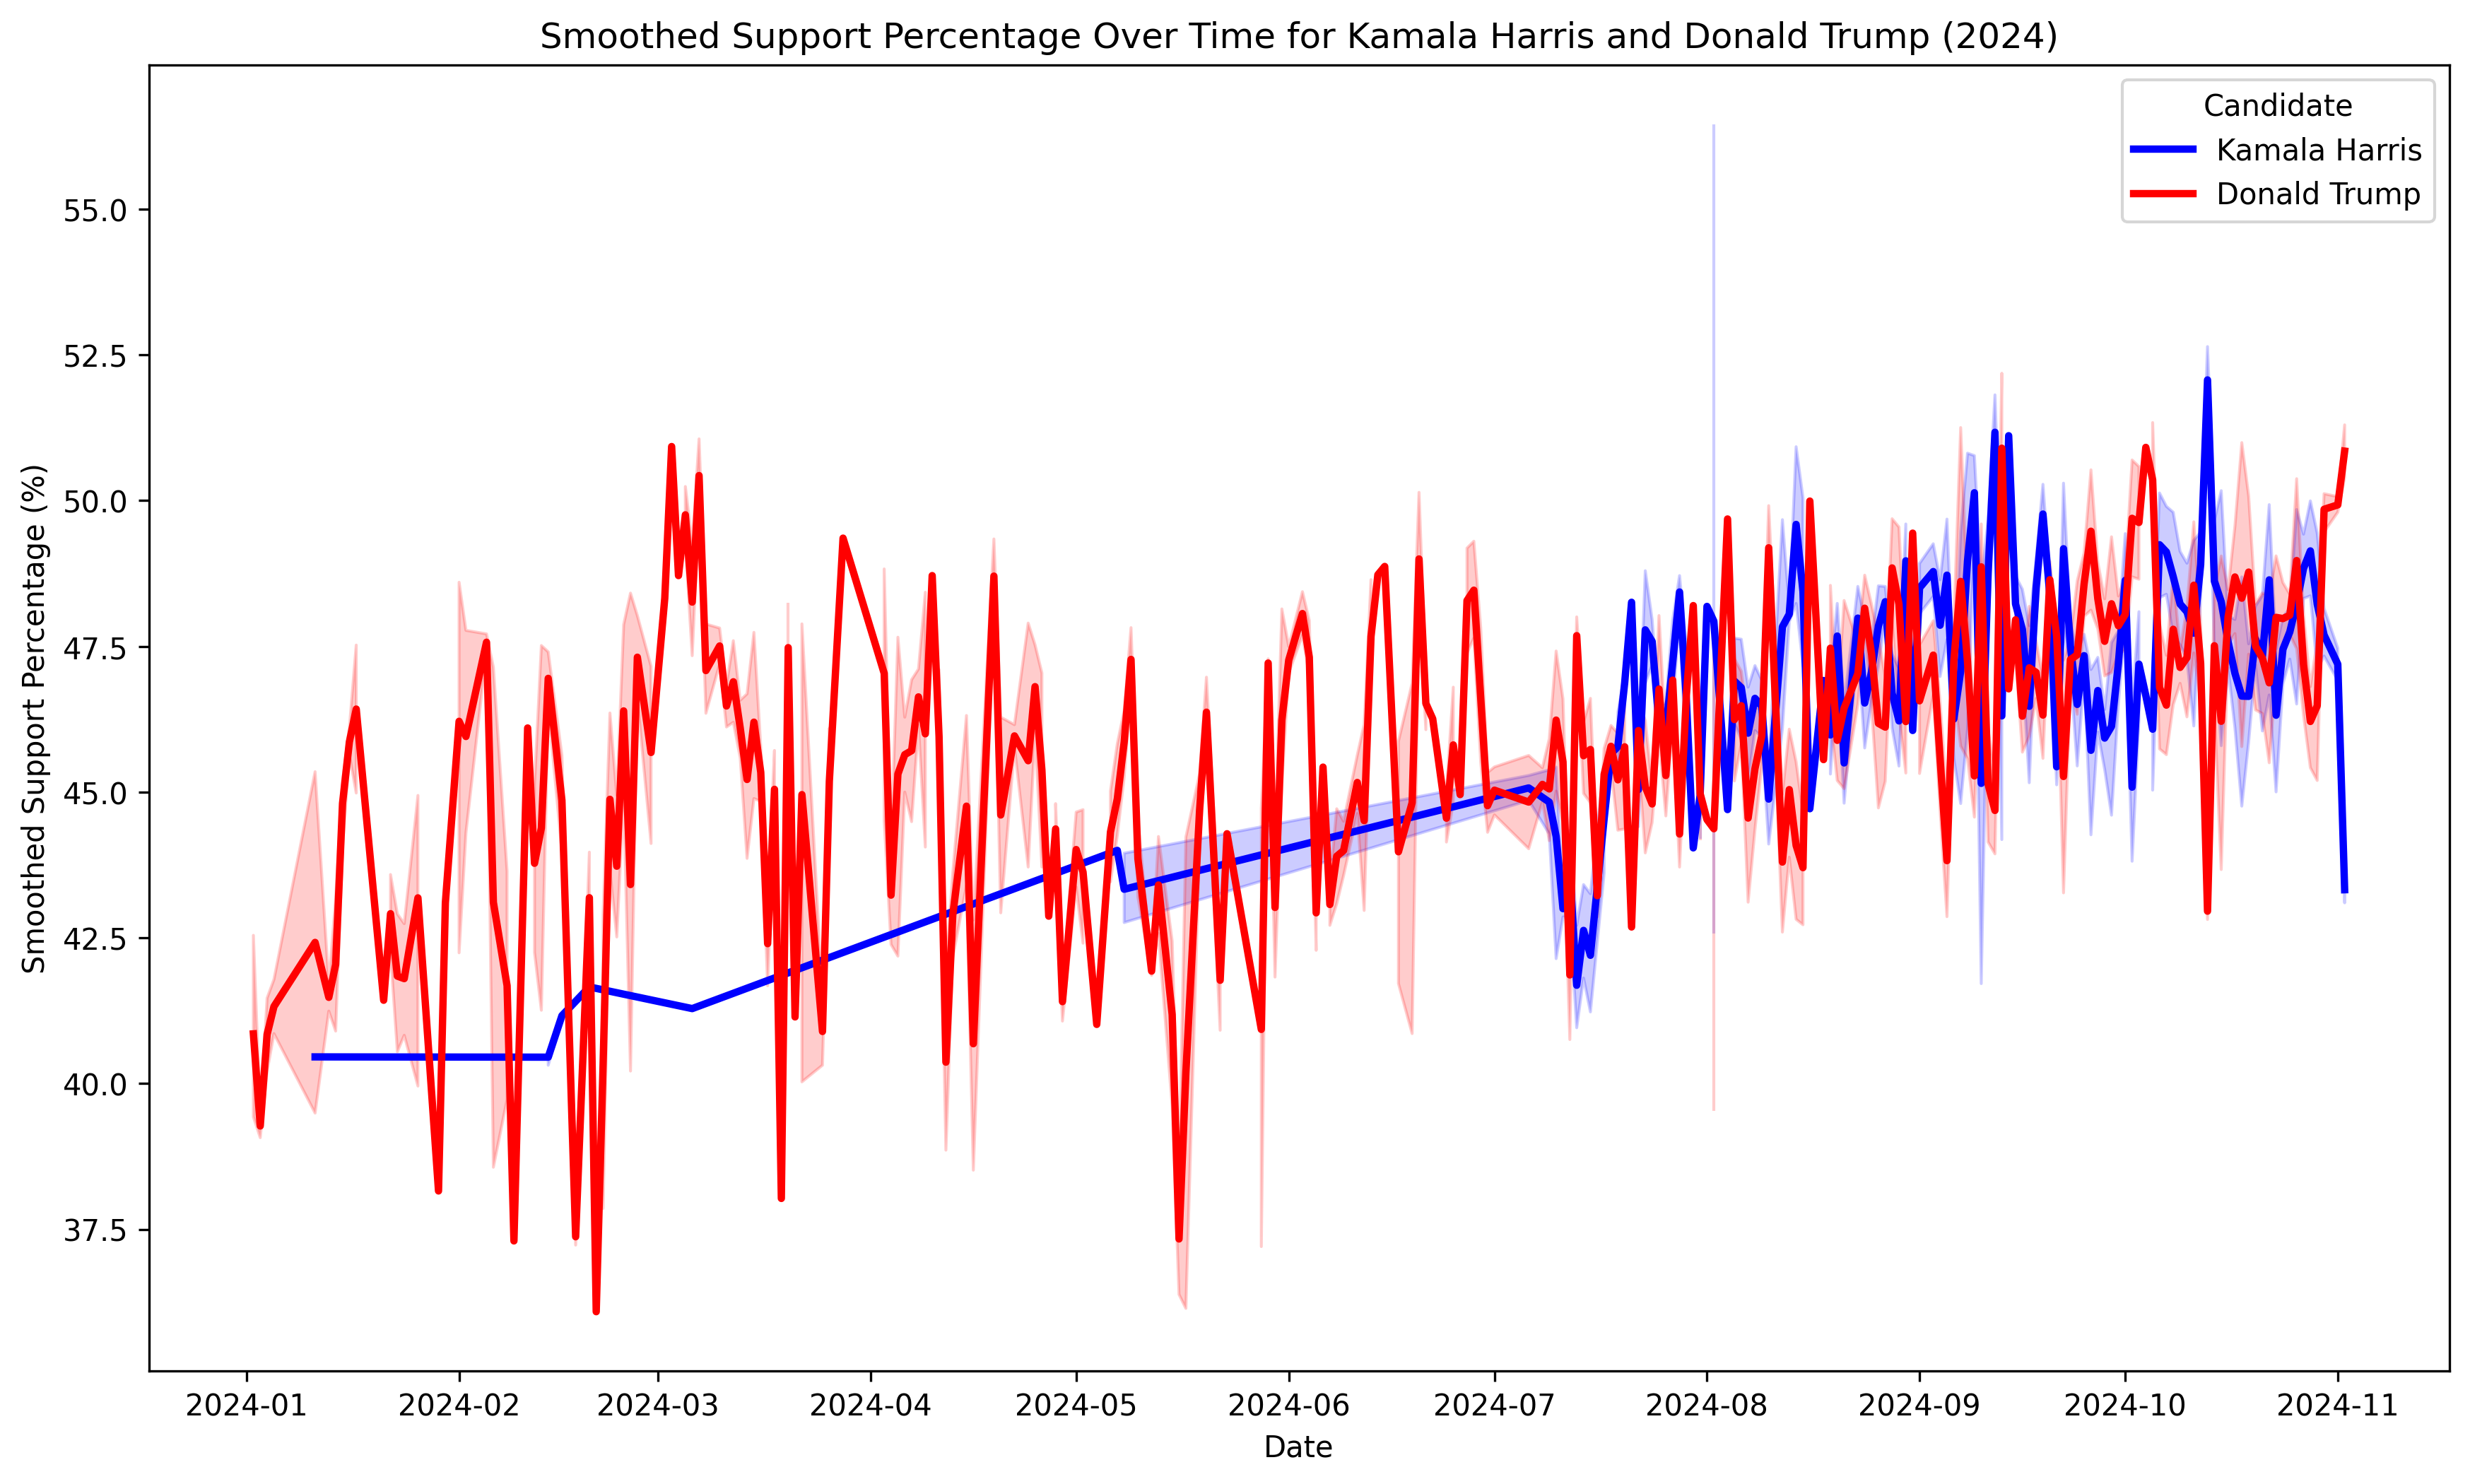 Smoothed Support Percentage Over Time for Kamala Harris and Donald Trump (2024)
Candidate
Kamala Harris
Donald Trump
Smoothed Support Percentage (%)
55.0
52.5
50.0
47.5
45.0
42.5
40.0
37.5
2024-01 2024-02 2024-03 2024-04 2024-05 2024-06 2024-07 2024-08 2024-09 2024-10 2024-11
Date